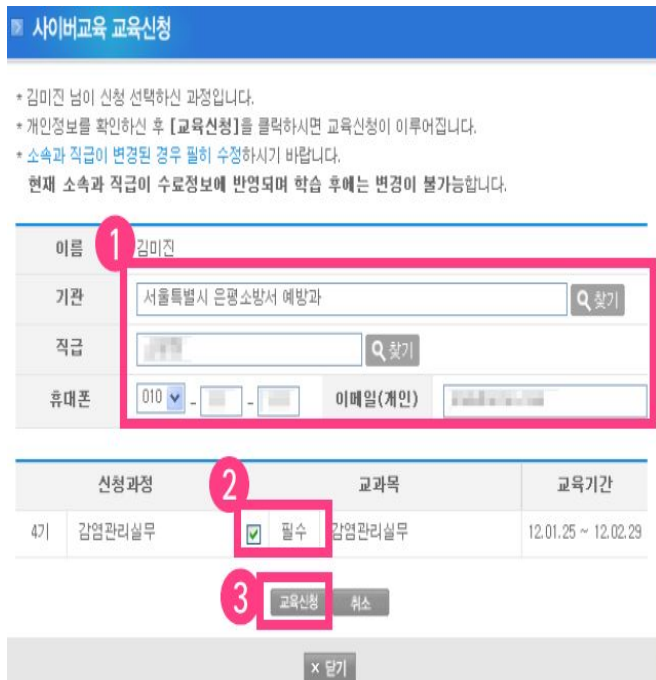 사이버교육 교육신청
* 김미진 님이 신청 선택하신 과정입니다.
* 개인정보를 확인하신 후 [교육신청]을 클릭하시면 교육신청이 이루어집니다.
* 소속과 직급이 변경된 경우 필히 수정하시기 바랍니다.
현재 소속과 직급이 수료정보에 반영되며 학습 후에는 변경이 불가능합니다.
이름 1 김미진
기관 서울특별시 은평소방서 예방과 찾기
직급 찾기
휴대폰 010 - - 이메일(개인)
신청과정 2 교과목 교육기간
4기 감염관리실무 필수 감염관리실무 12.01.25 ~ 12.02.29
3 교육신청 취소
× 닫기